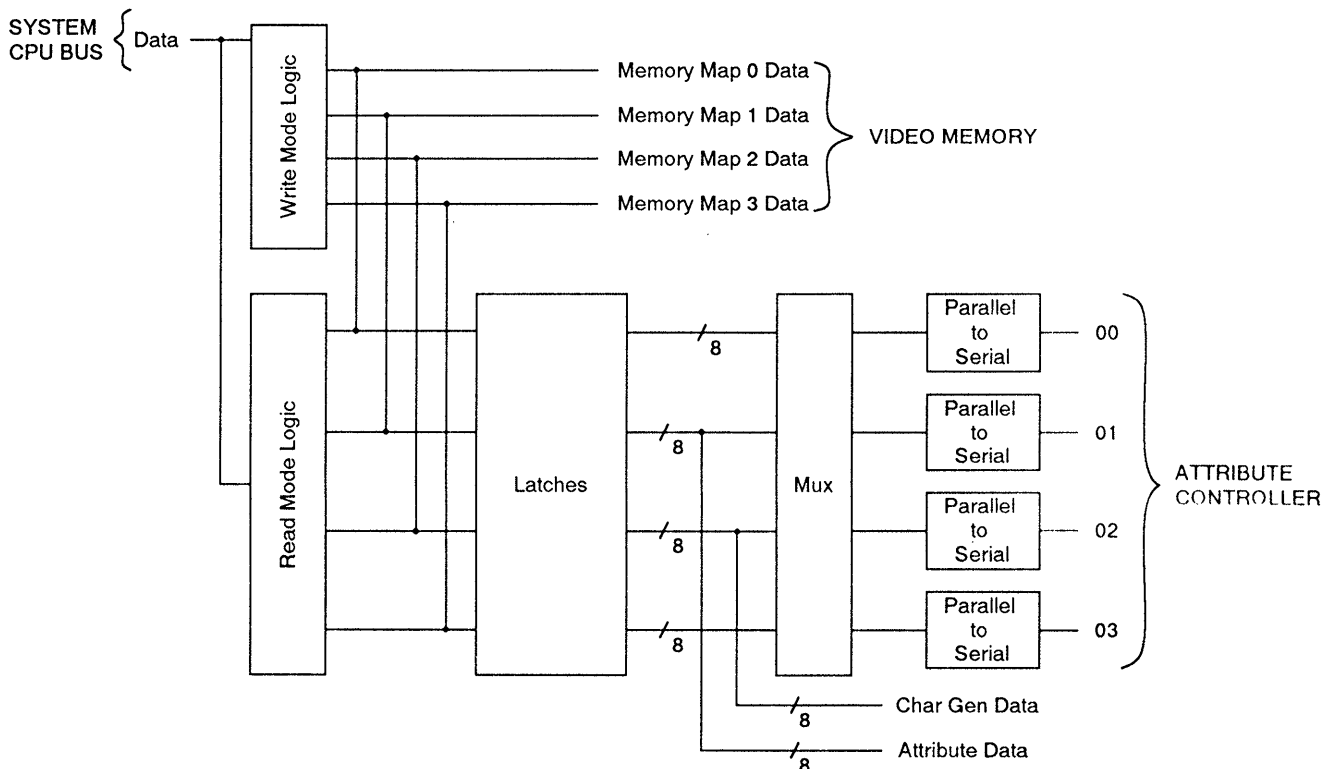 SYSTEM
CPU BUS
Data
Write Mode Logic
Memory Map 0 Data
Memory Map 1 Data
Memory Map 2 Data
Memory Map 3 Data
VIDEO MEMORY
Read Mode Logic
Latches
8
8
8
8
Mux
Parallel
to
Serial
00
Parallel
to
Serial
01
Parallel
to
Serial
02
Parallel
to
Serial
03
ATTRIBUTE
CONTROLLER
8
Char Gen Data
8
Attribute Data